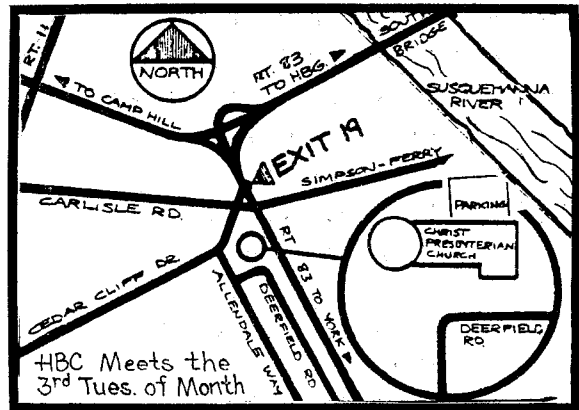 RT. 11
NORTH
RT. 83
TO HBG.
SOUTH
BRIDGE
TO CAMP HILL
SUSQUEHANNA
RIVER
EXIT 19
SIMPSON-FERRY
CARLISLE RD.
PARKING
CHRIST
PRESBYTERIAN
CHURCH
RT 83 TO YORK
CEDAR CLIFF DR.
ALLENDALE WAY
DEERFIELD RD
DEERFIELD
RD.
HBC Meets the
3rd Tues. of Month